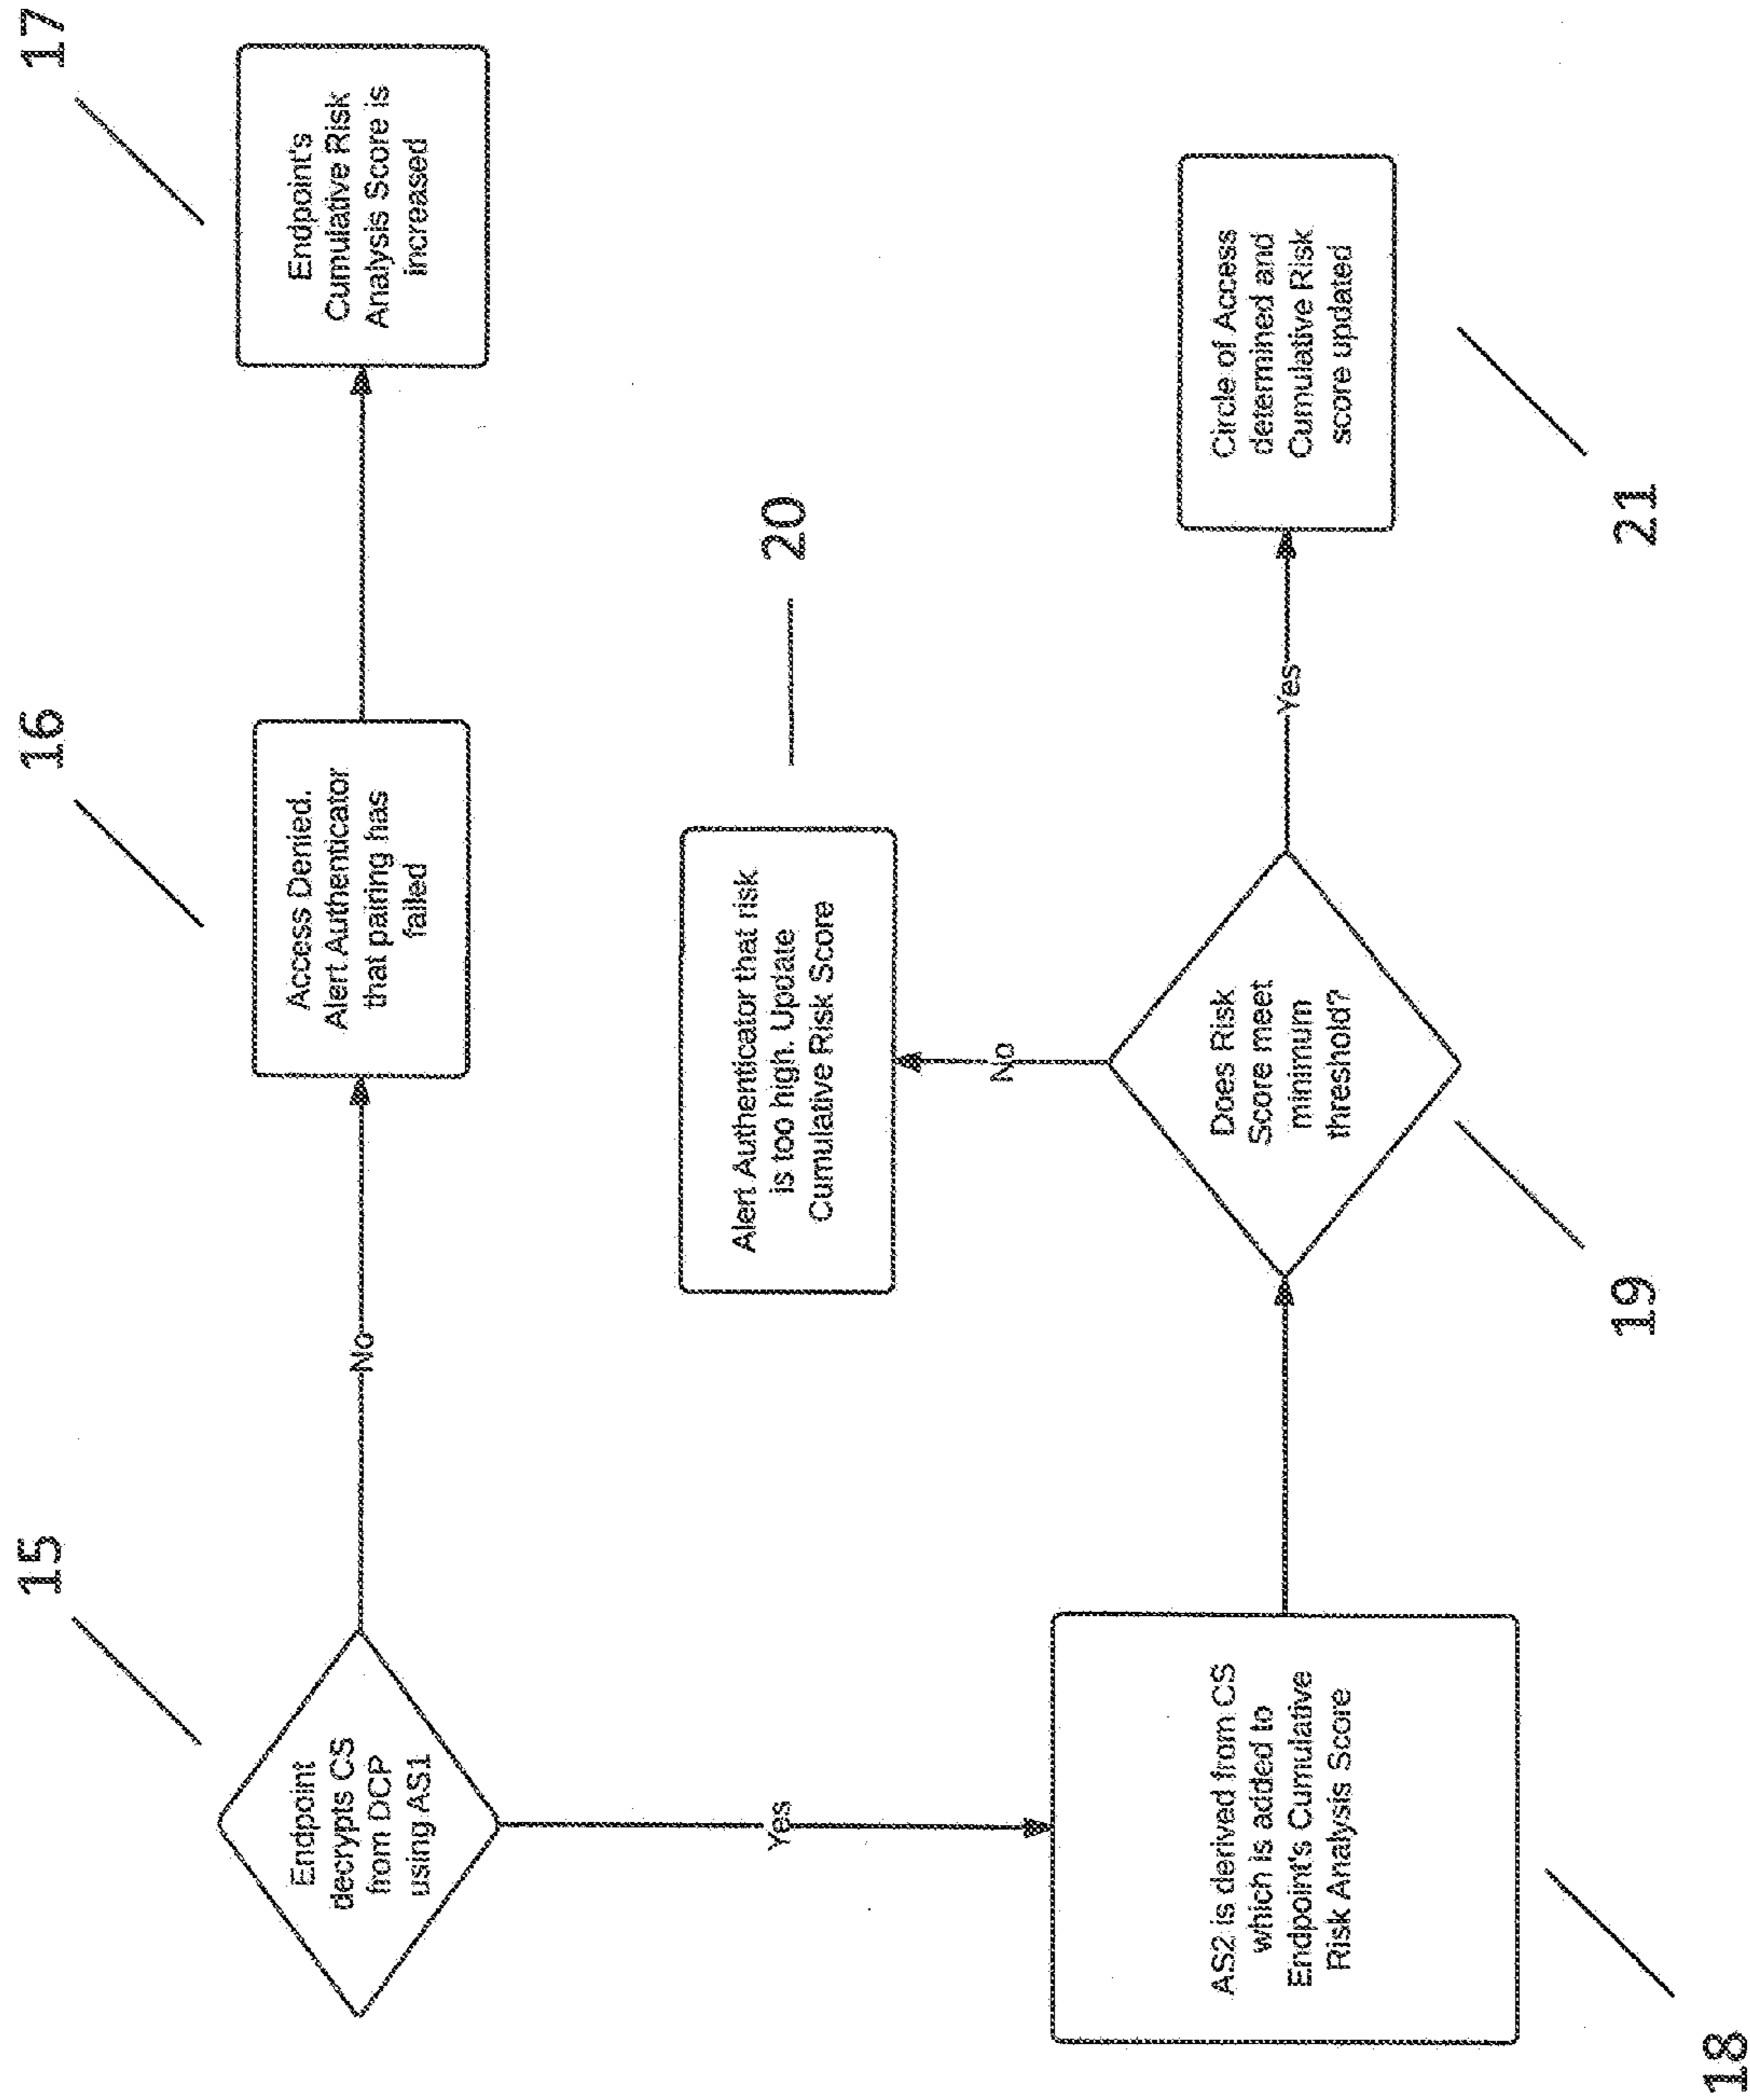 15
Endpoint
decrypts CS
from DCP
using AS1
No
16
Access Denied.
Alert Authenticator
that pairing has
failed
17
Endpoint's
Cumulative Risk
Analysis Score is
increased
Yes
18
AS2 is derived from CS
which is added to
Endpoint's Cumulative
Risk Analysis Score
19
Does Risk
Score meet
minimum
threshold?
No
20
Alert Authenticator that risk
is too high. Update
Cumulative Risk Score
Yes
21
Circle of Access
determined and
Cumulative Risk
score updated